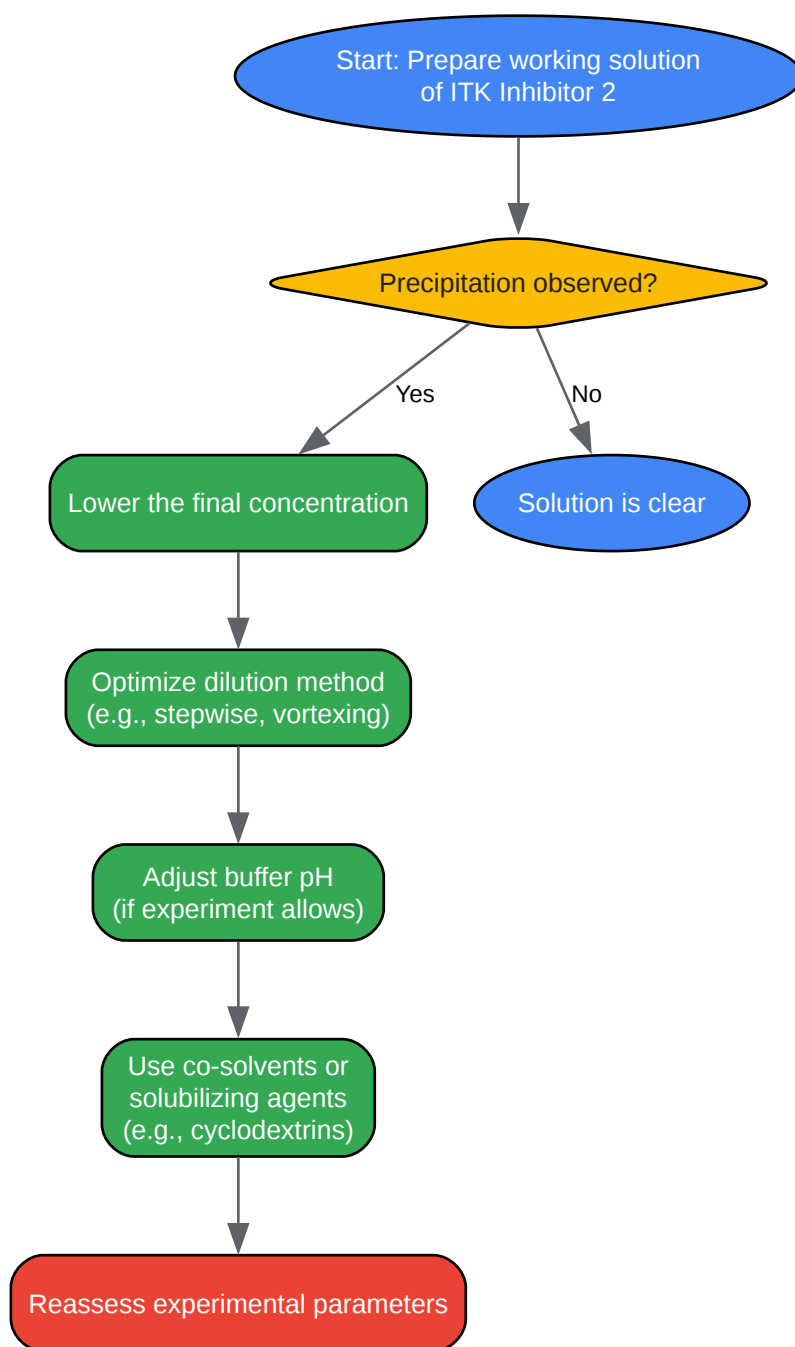 Start: Prepare working solution
of ITK Inhibitor 2
Precipitation observed?
Yes
No
Lower the final concentration
Solution is clear
Optimize dilution method
(e.g., stepwise, vortexing)
Adjust buffer pH
(if experiment allows)
Use co-solvents or
solubilizing agents
(e.g., cyclodextrins)
Reassess experimental parameters